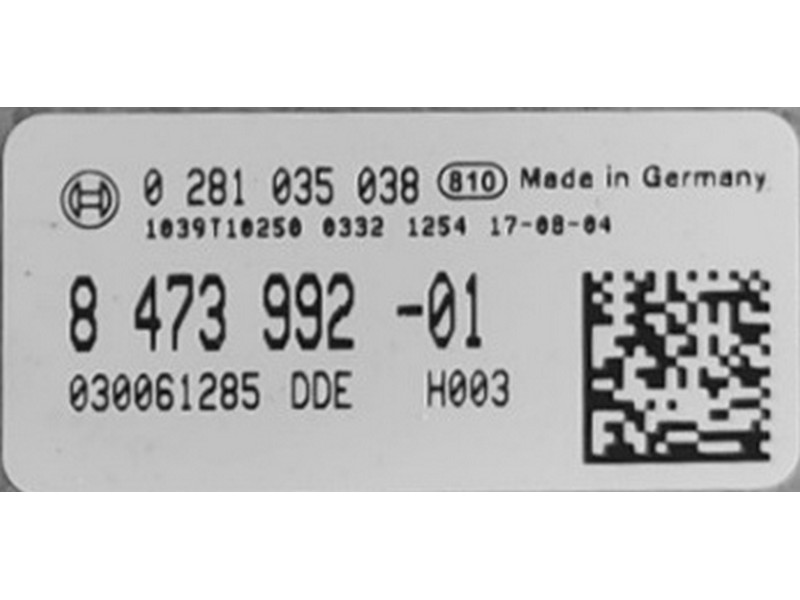 0 281 035 038 810 Made in Germany
1039T10250 0332 1254 17-08-04
8 473 992 -01
030061285 DDE H003